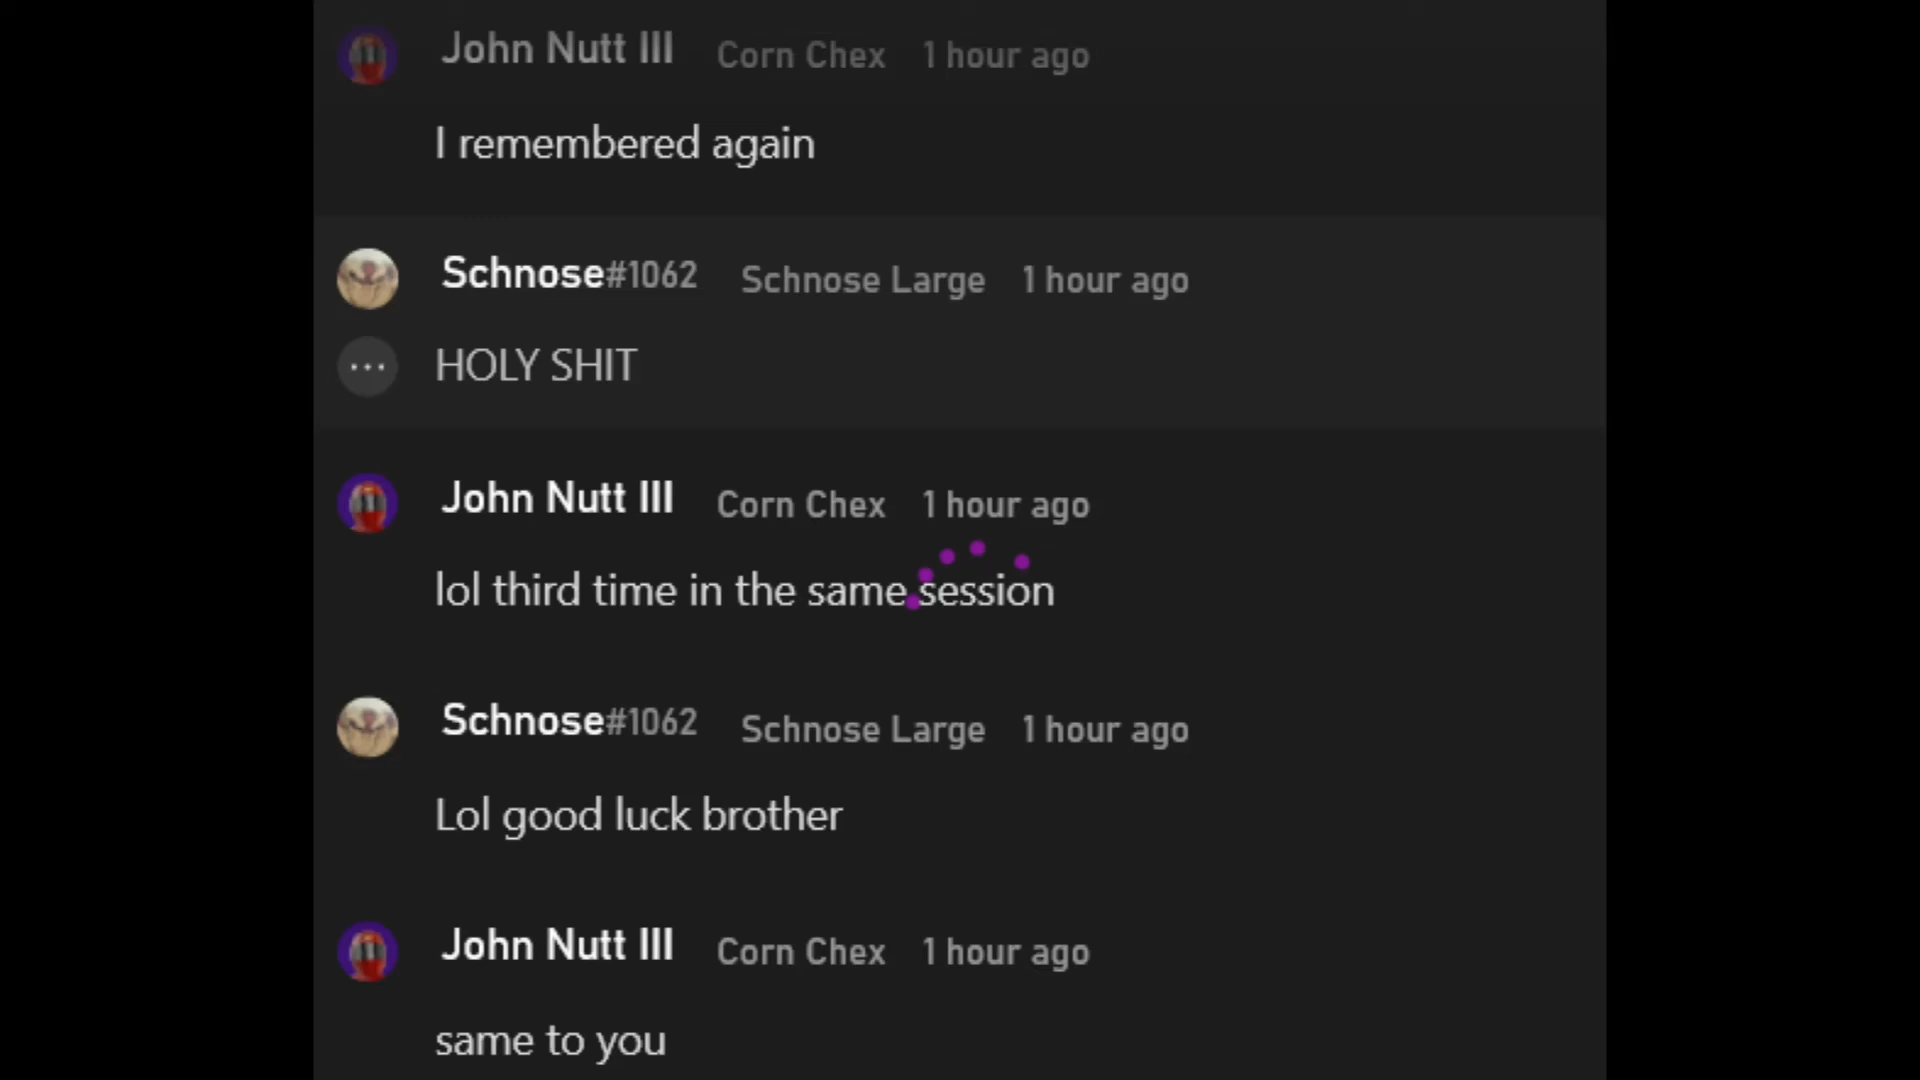 John Nutt III Corn Chex 1 hour ago
I remembered again
Schnose#1062 Schnose Large 1 hour ago
HOLY SHIT
John Nutt III Corn Chex 1 hour ago
lol third time in the same session
Schnose#1062 Schnose Large 1 hour ago
Lol good luck brother
John Nutt III Corn Chex 1 hour ago
same to you